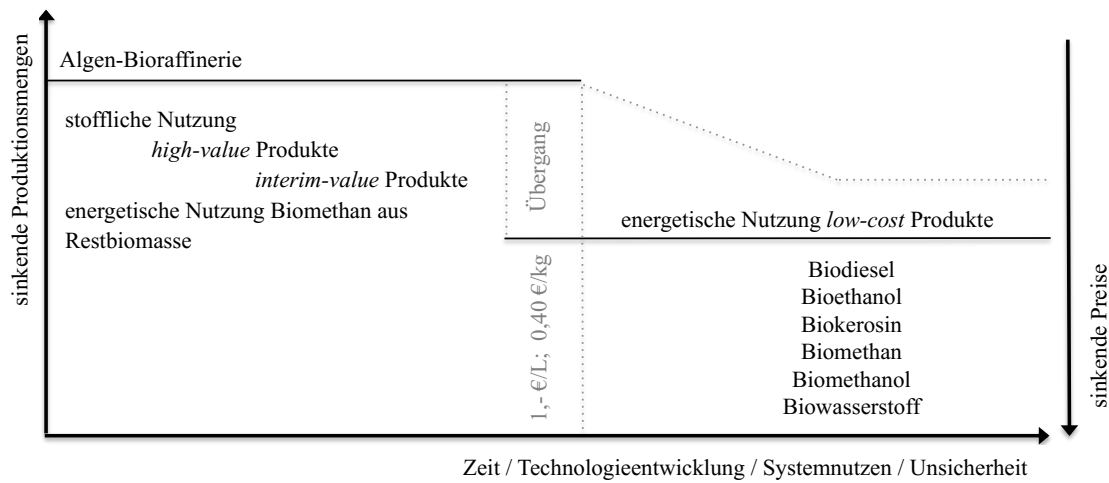 Algen-Bioraffinerie
stoffliche Nutzung
high-value Produkte
interim-value Produkte
energetische Nutzung Biomethan aus
Restbiomasse
sinkende Produktionsmengen
Übergang
1,- €/L; 0,40 €/kg
energetische Nutzung low-cost Produkte
Biodiesel
Bioethanol
Biokerosin
Biomethan
Biomethanol
Biowasserstoff
sinkende Preise
Zeit / Technologieentwicklung / Systemnutzen / Unsicherheit